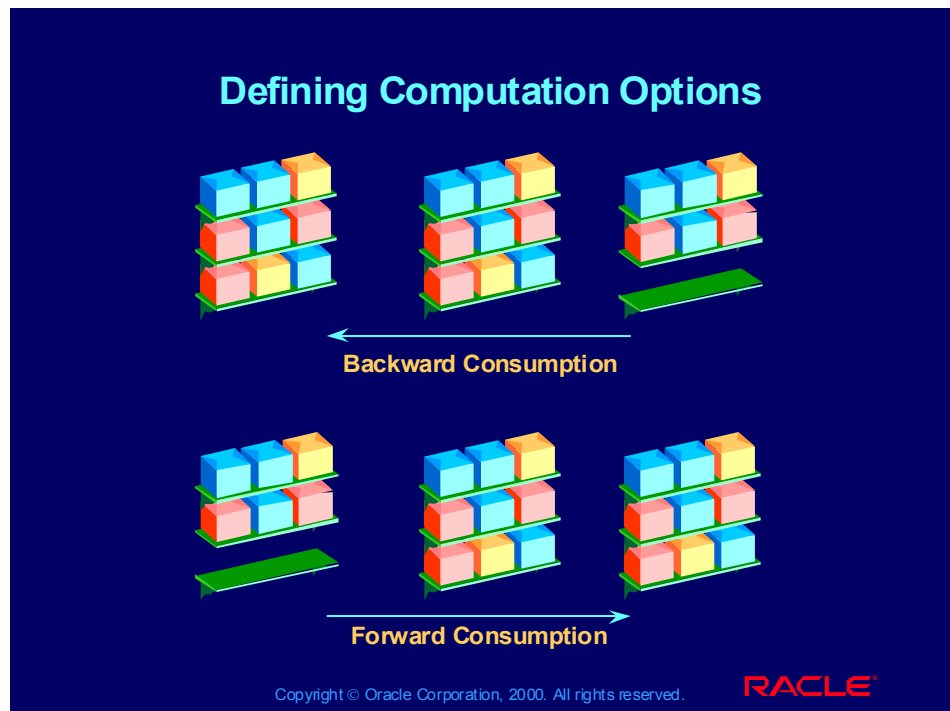 Defining Computation Options
Backward Consumption
Forward Consumption
Copyright © Oracle Corporation, 2000. All rights reserved.
RACLE®